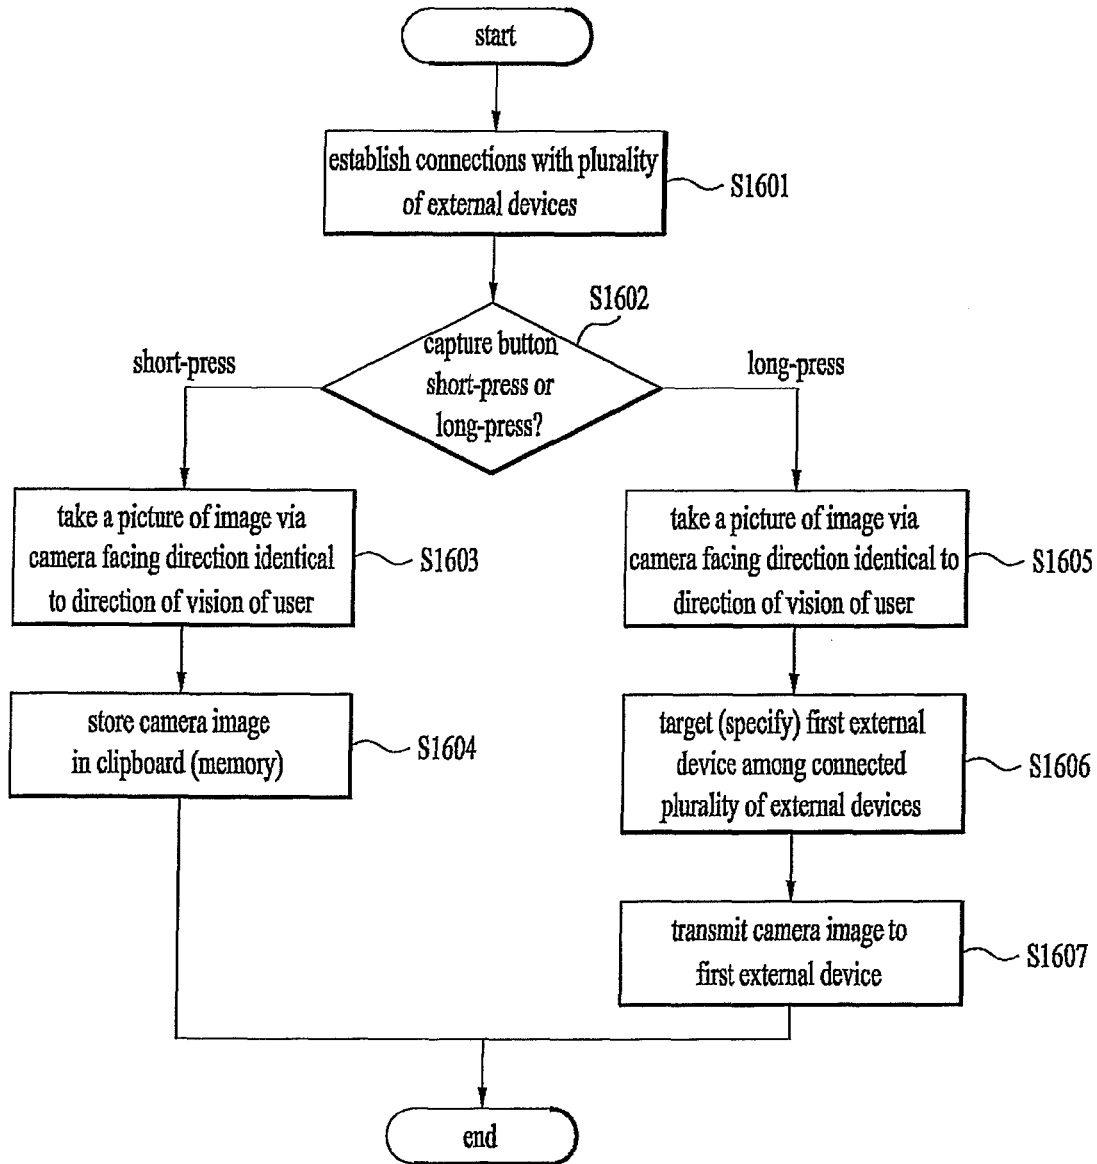 start
establish connections with plurality
of external devices
S1601
S1602
capture button
short-press or
long-press?
short-press
long-press
take a picture of image via
camera facing direction identical
to direction of vision of user
S1603
take a picture of image via
camera facing direction identical to
direction of vision of user
S1605
store camera image
in clipboard (memory)
S1604
target (specify) first external
device among connected
plurality of external devices
S1606
transmit camera image to
first external device
S1607
end